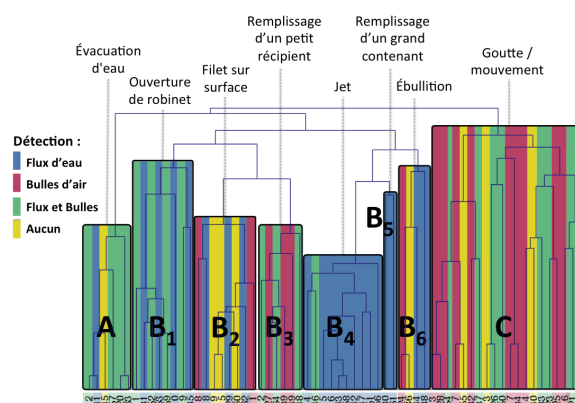 Évacuation
d'eau
Ouverture
de robinet
Filet sur
surface
Remplissage
d'un petit
récipient
Jet
Remplissage
d'un grand
contenant
Ébullition
Goutte /
mouvement
Détection :
Flux d'eau
Bulles d'air
Flux et Bulles
Aucun
A
B1
B2
B3
B4
B5
B6
C